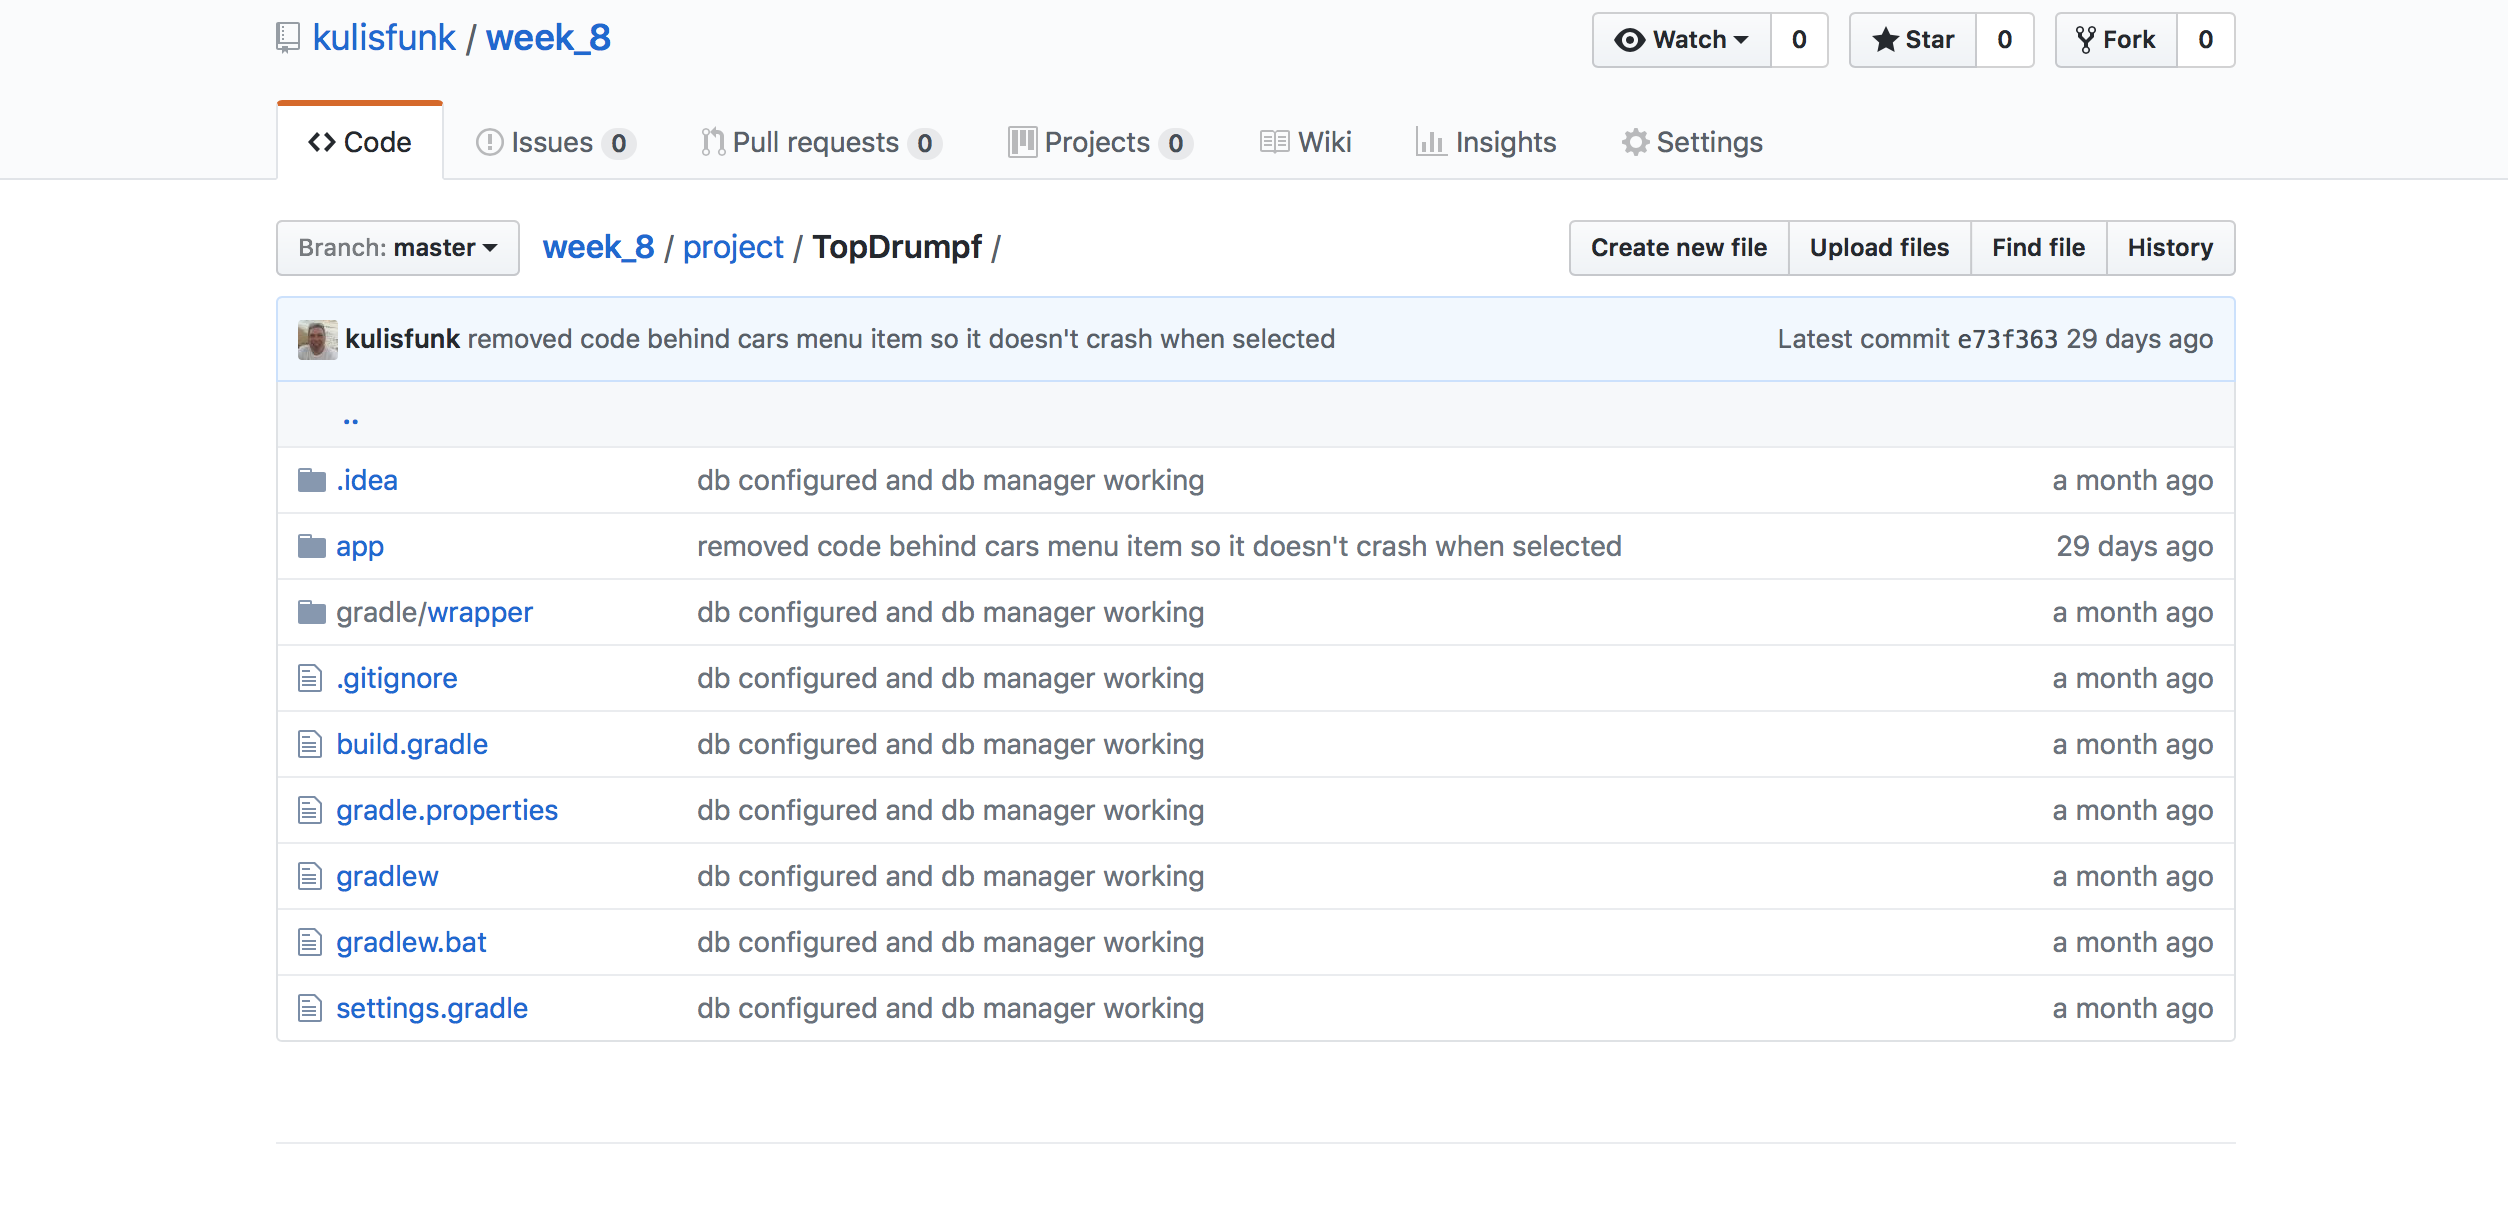 kulisfunk / week_8 Watch 0 Star 0 Fork 0
Code Issues 0 Pull requests 0 Projects 0 Wiki Insights Settings
Branch: master week_8 / project / TopDrumpf / Create new file Upload files Find file History
kulisfunk removed code behind cars menu item so it doesn't crash when selected Latest commit e73f363 29 days ago
..
.idea db configured and db manager working a month ago
app removed code behind cars menu item so it doesn't crash when selected 29 days ago
gradle/wrapper db configured and db manager working a month ago
.gitignore db configured and db manager working a month ago
build.gradle db configured and db manager working a month ago
gradle.properties db configured and db manager working a month ago
gradlew db configured and db manager working a month ago
gradlew.bat db configured and db manager working a month ago
settings.gradle db configured and db manager working a month ago